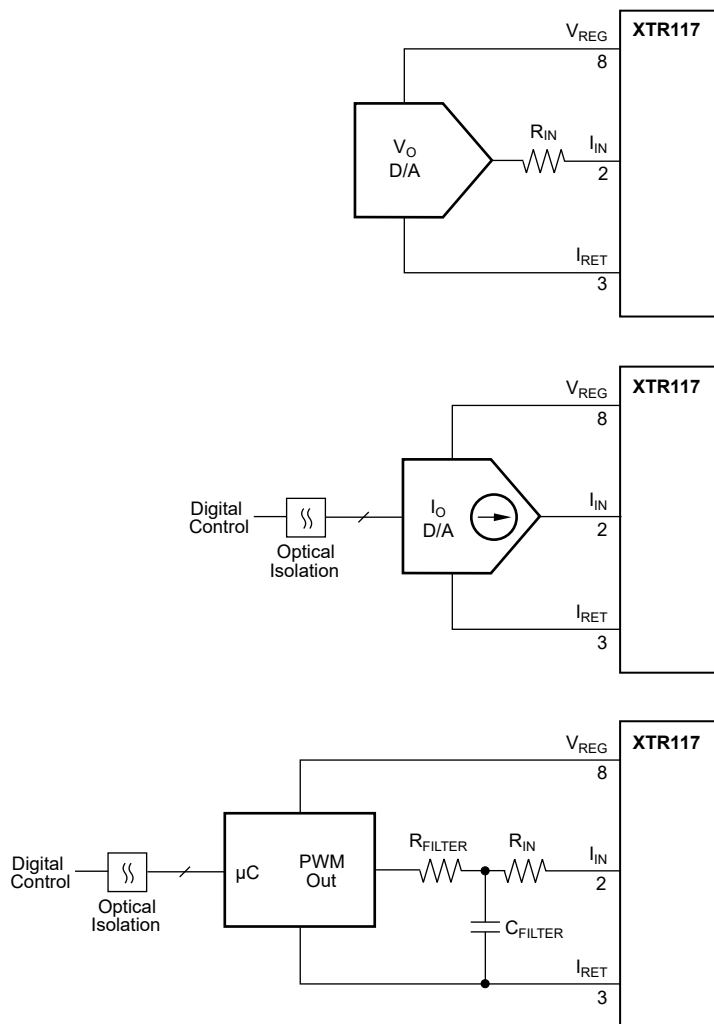 V_REG
XTR117
8
V_O
D/A
R_IN
I_IN
2
I_RET
3
V_REG
XTR117
8
Digital
Control
Optical
Isolation
I_O
D/A
I_IN
2
I_RET
3
V_REG
XTR117
8
Digital
Control
Optical
Isolation
µC
PWM
Out
R_FILTER
R_IN
I_IN
2
C_FILTER
I_RET
3